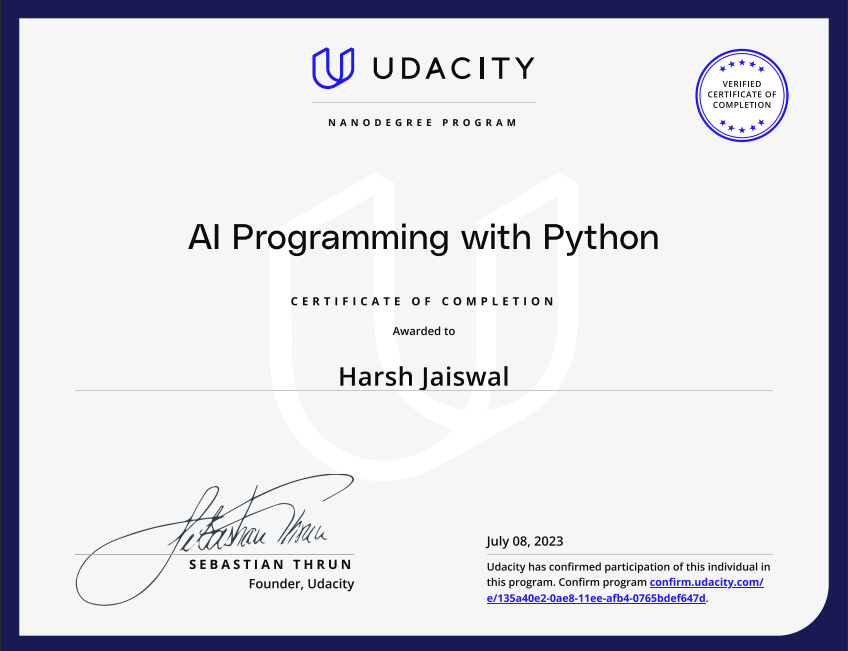 UDACITY
NANODEGREE PROGRAM
VERIFIED
CERTIFICATE OF
COMPLETION
AI Programming with Python
CERTIFICATE OF COMPLETION
Awarded to
Harsh Jaiswal
Sebastian Thrun
SEBASTIAN THRUN
Founder, Udacity
July 08, 2023
Udacity has confirmed participation of this individual in
this program. Confirm program confirm.udacity.com/
e/135a40e2-0ae8-11ee-afb4-0765bdef647d.